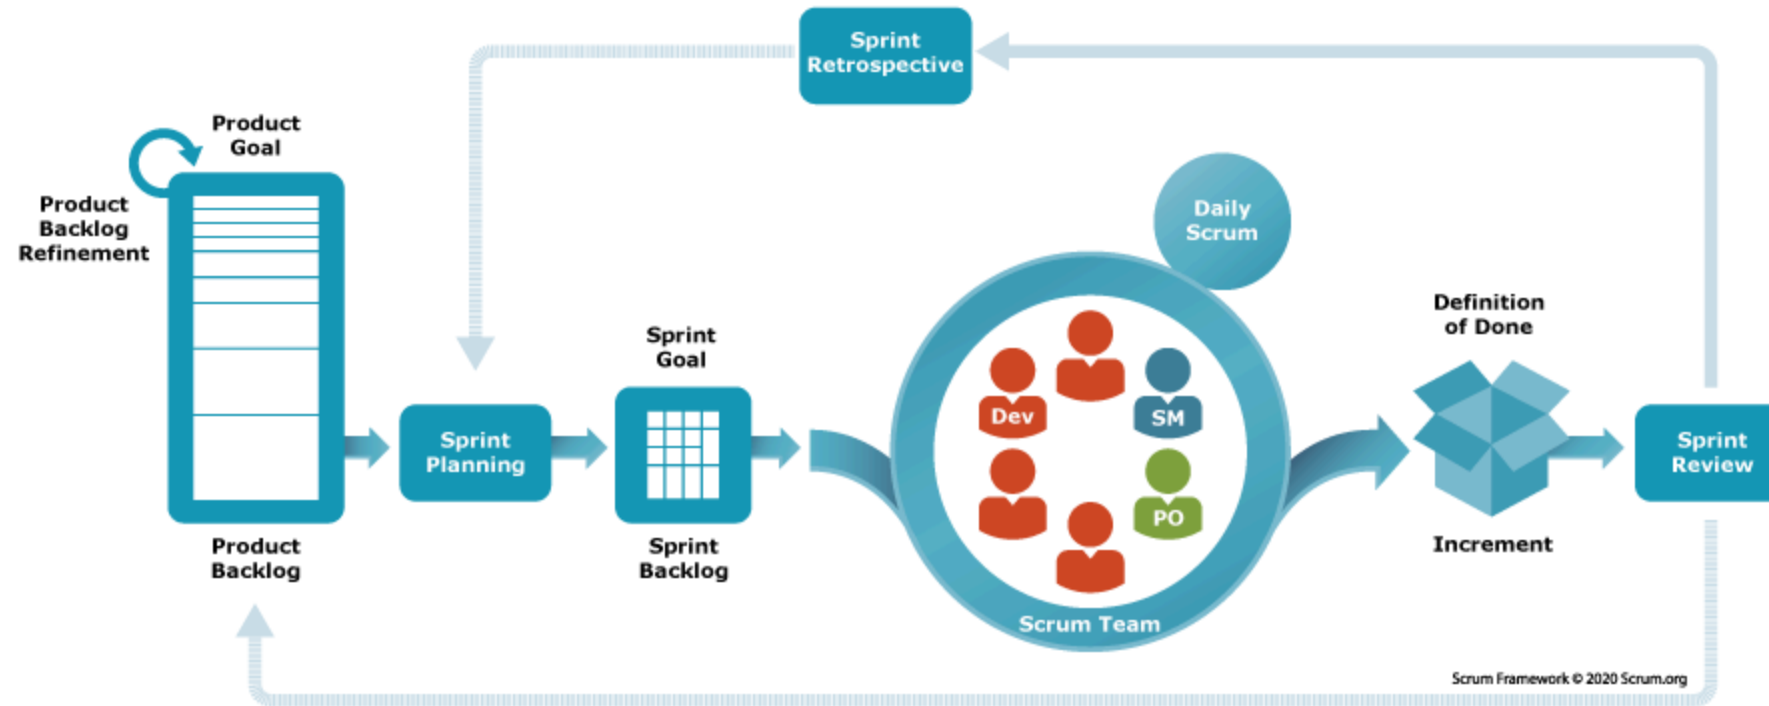 Sprint
Retrospective
Product
Goal
Product
Backlog
Refinement
Daily
Scrum
Sprint
Goal
Definition
of Done
Dev
SM
Sprint
Planning
Sprint
Review
PO
Product
Backlog
Sprint
Backlog
Increment
Scrum Team
Scrum Framework © 2020 Scrum.org